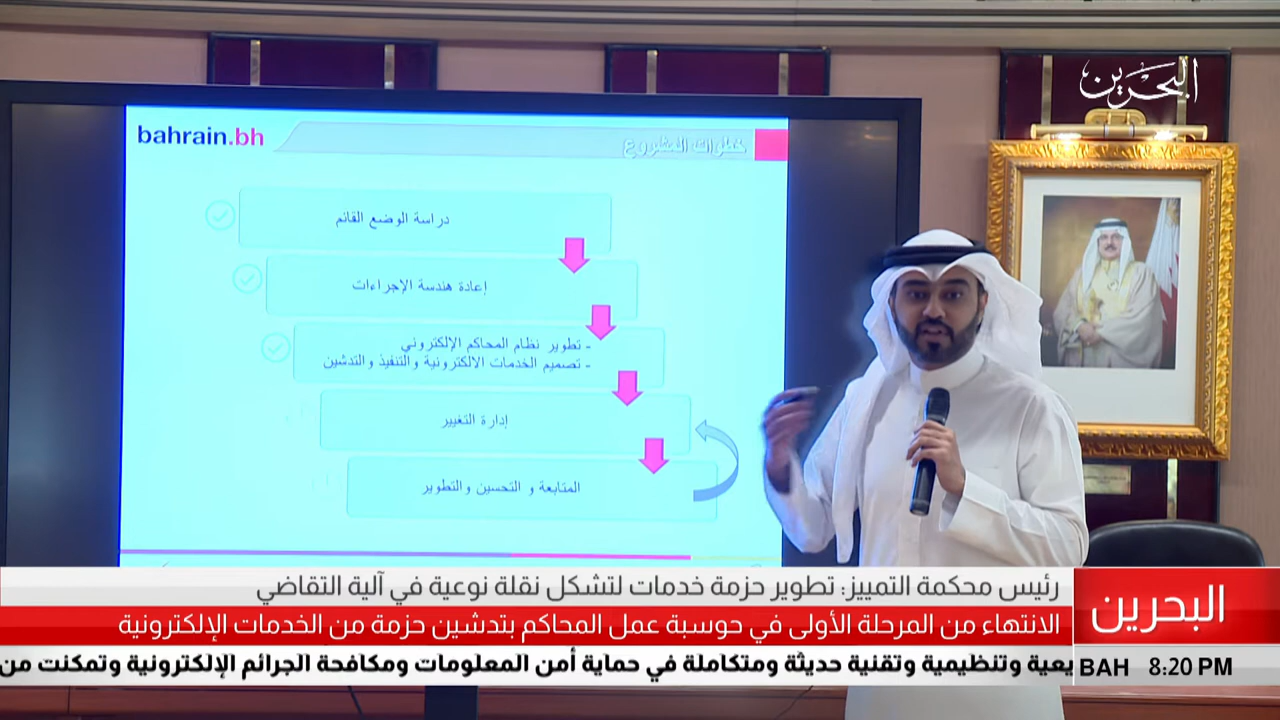 البحرين
bahrain.bh
خطوات المشروع
دراسة الوضع القائم
إعادة هندسة الإجراءات
- تطوير نظام المحاكم الإلكتروني
- تصميم الخدمات الالكترونية والتنفيذ والتدشين
إدارة التغيير
المتابعة و التحسين والتطوير
رئيس محكمة التمييز: تطوير حزمة خدمات لتشكل نقلة نوعية في آلية التقاضي
البحرين
الانتهاء من المرحلة الأولى في حوسبة عمل المحاكم بتدشين حزمة من الخدمات الإلكترونية
يعية وتنظيمية وتقنية حديثة ومتكاملة في حماية أمن المعلومات ومكافحة الجرائم الإلكترونية وتمكنت من
BAH 8:20 PM